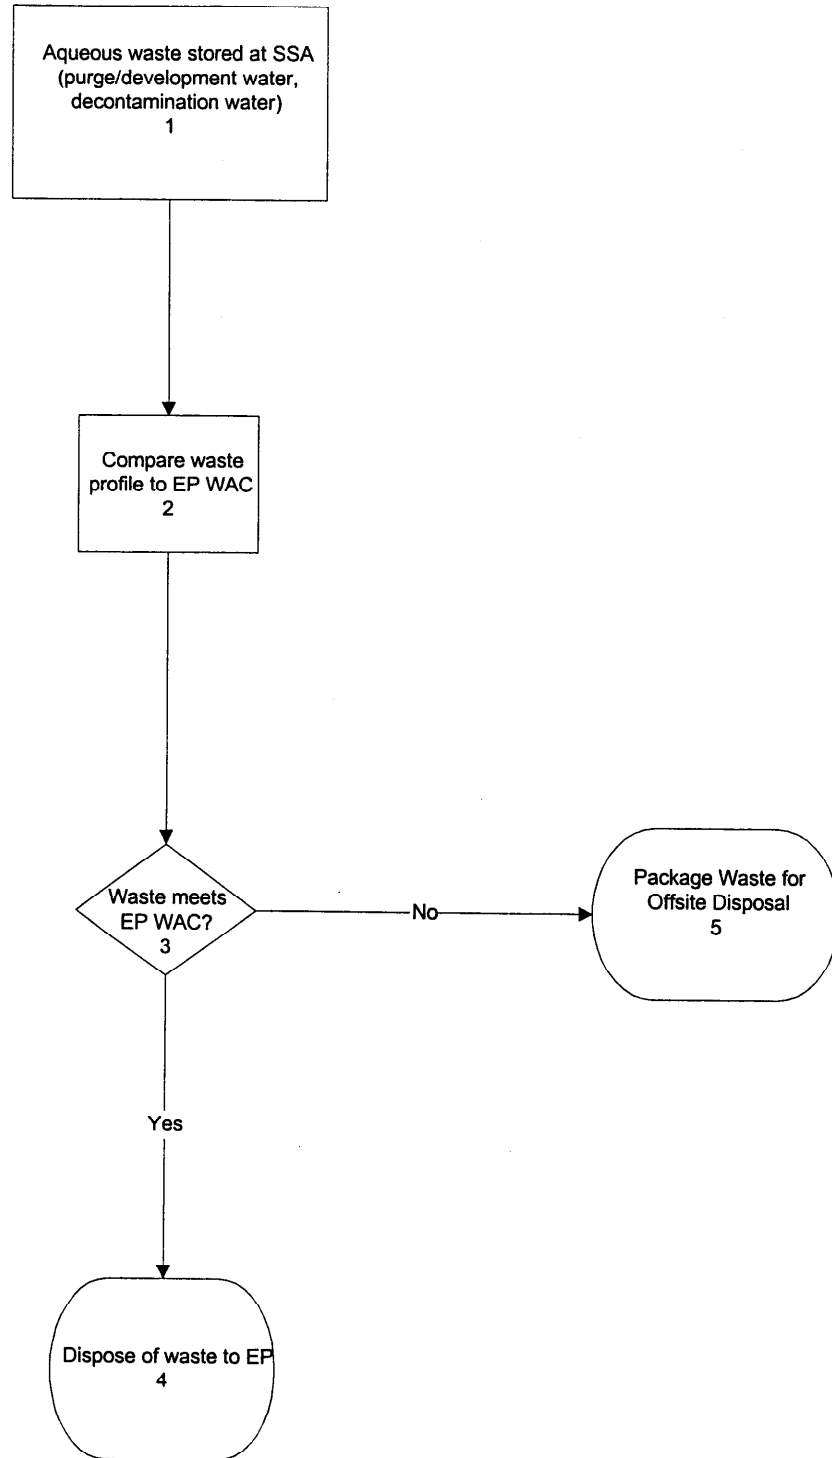 Aqueous waste stored at SSA
(purge/development water,
decontamination water)
1
Compare waste
profile to EP WAC
2
Waste meets
EP WAC?
3
No
Package Waste for
Offsite Disposal
5
Yes
Dispose of waste to EP
4